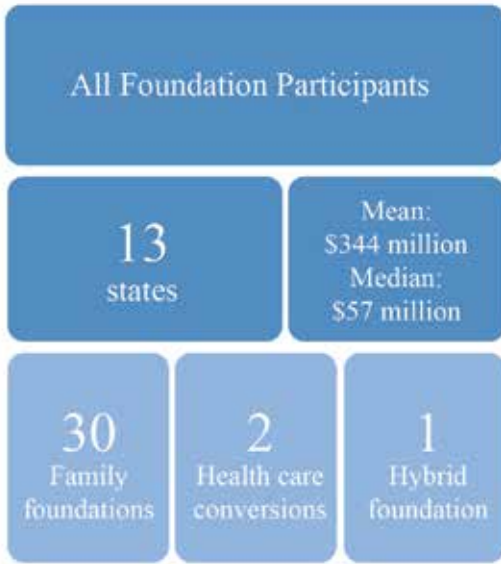 All Foundation Participants
13
states
Mean:
$344 million
Median:
$57 million
30
Family
foundations
2
Health care
conversions
1
Hybrid
foundation